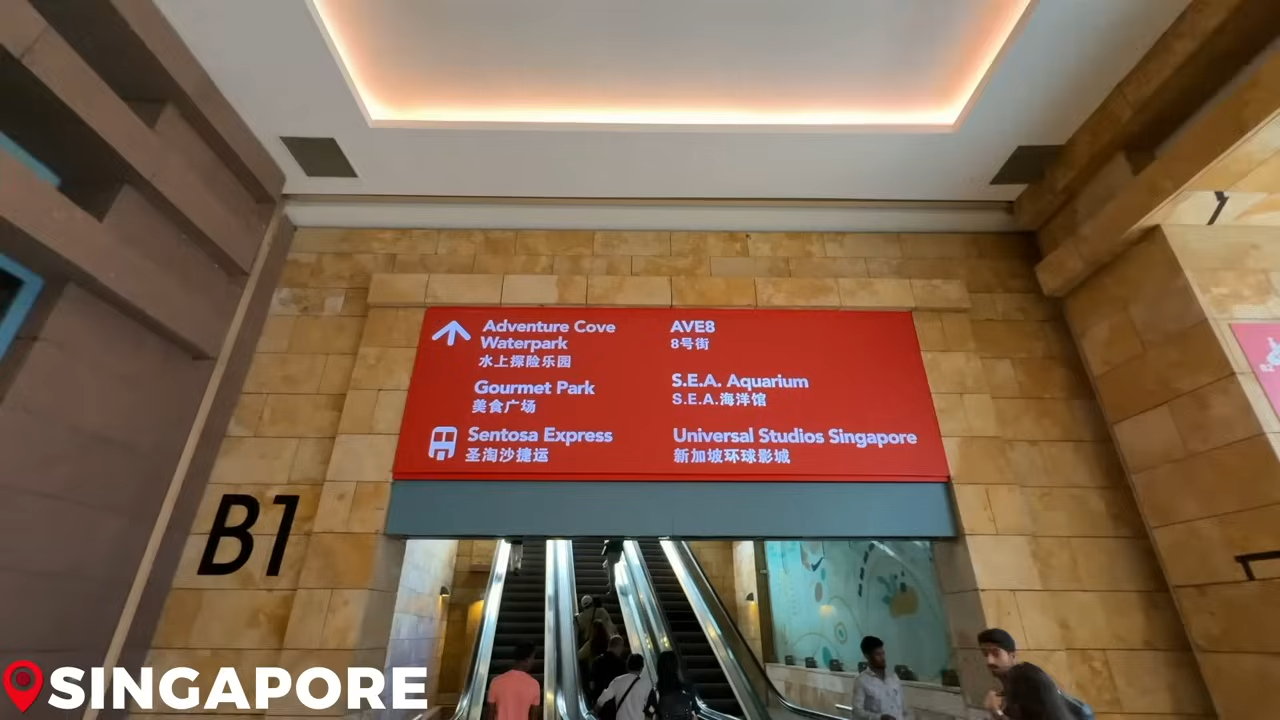 Adventure Cove
Waterpark
水上探险乐园
Gourmet Park
美食广场
Sentosa Express
圣淘沙捷运
AVE8
8号街
S.E.A. Aquarium
S.E.A.海洋馆
Universal Studios Singapore
新加坡环球影城
B1
SINGAPORE